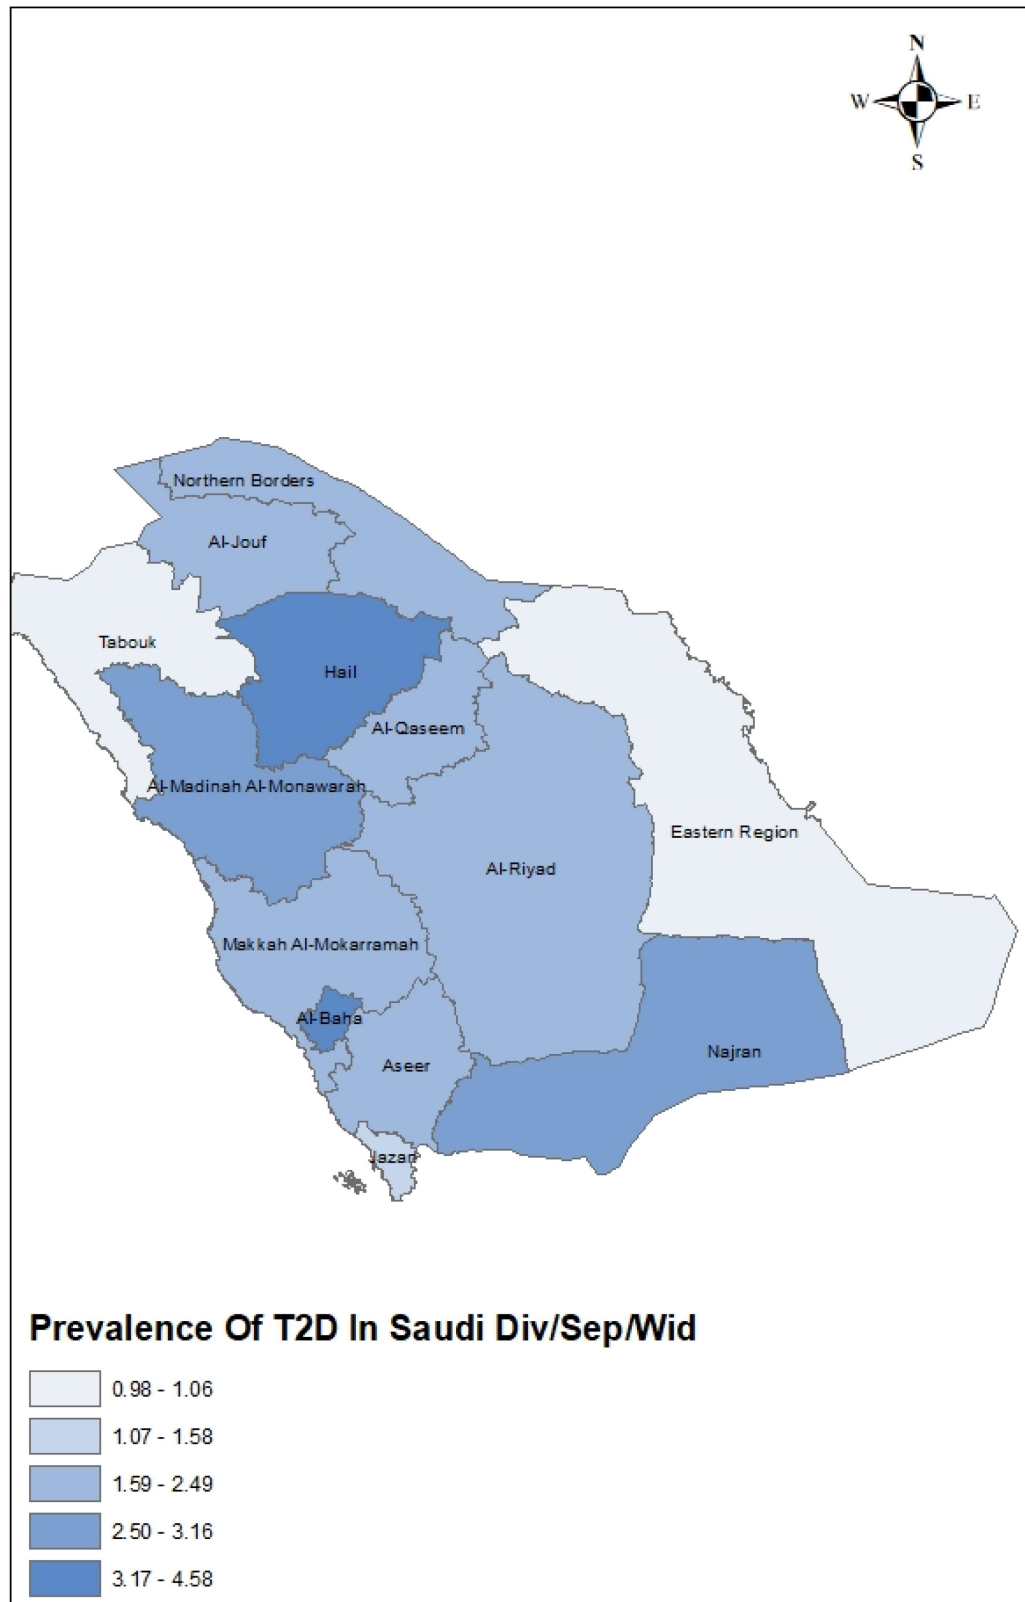 N
W E
S
Northern Borders
Al-Jouf
Tabouk
Hail
Al-Qaseem
Al-Madinah Al-Monawarah
Eastern Region
Al-Riyad
Makkah Al-Mokarramah
Al-Baha
Najran
Aseer
Jazan
Prevalence Of T2D In Saudi Div/Sep/Wid
0.98 - 1.06
1.07 - 1.58
1.59 - 2.49
2.50 - 3.16
3.17 - 4.58